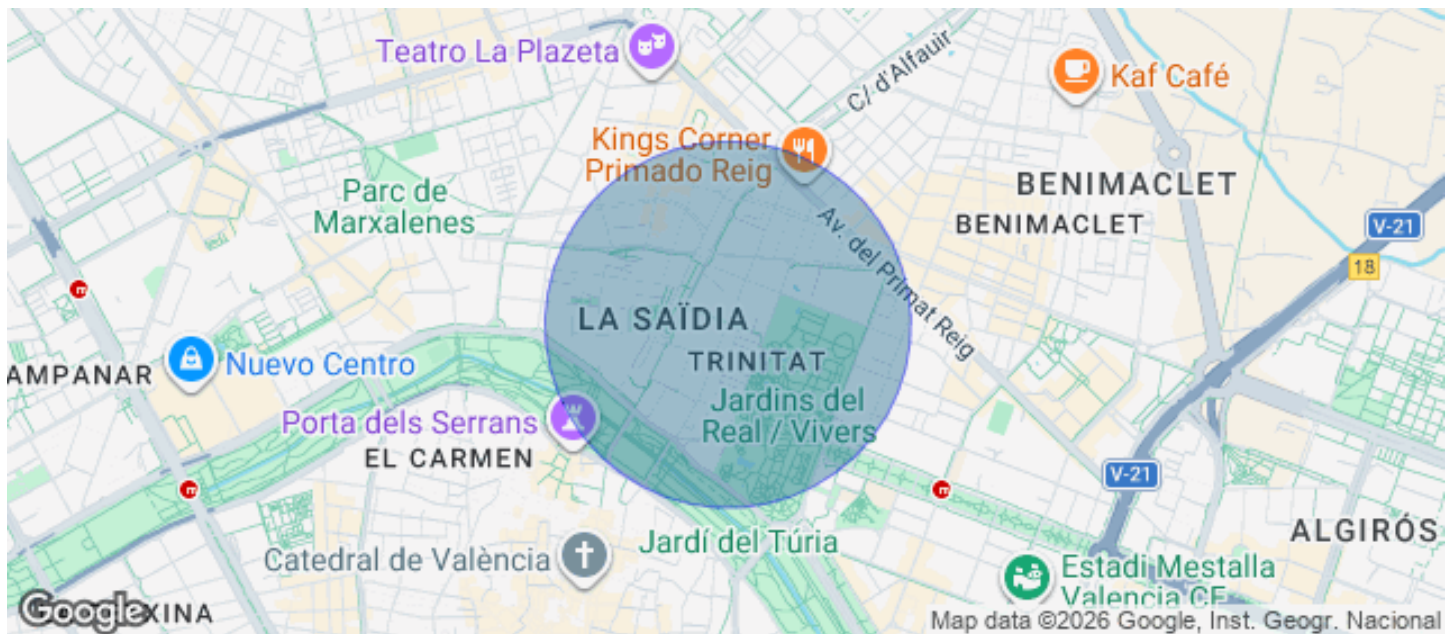 Teatro La Plazeta
Kaf Café
C/ d'Alfauir
Kings Corner
Primado Reig
Parc de
Marxalenes
BENIMACLET
BENIMACLET
V-21
18
Av. del Primat Reig
LA SAÏDIA
TRINITAT
AMPANAR
Nuevo Centro
Jardins del
Real / Vivers
Porta dels Serrans
EL CARMEN
V-21
ALGIRÓS
Jardí del Túria
Catedral de València
Estadi Mestalla
Valencia CF
Google
XINA
Map data ©2026 Google, Inst. Geogr. Nacional